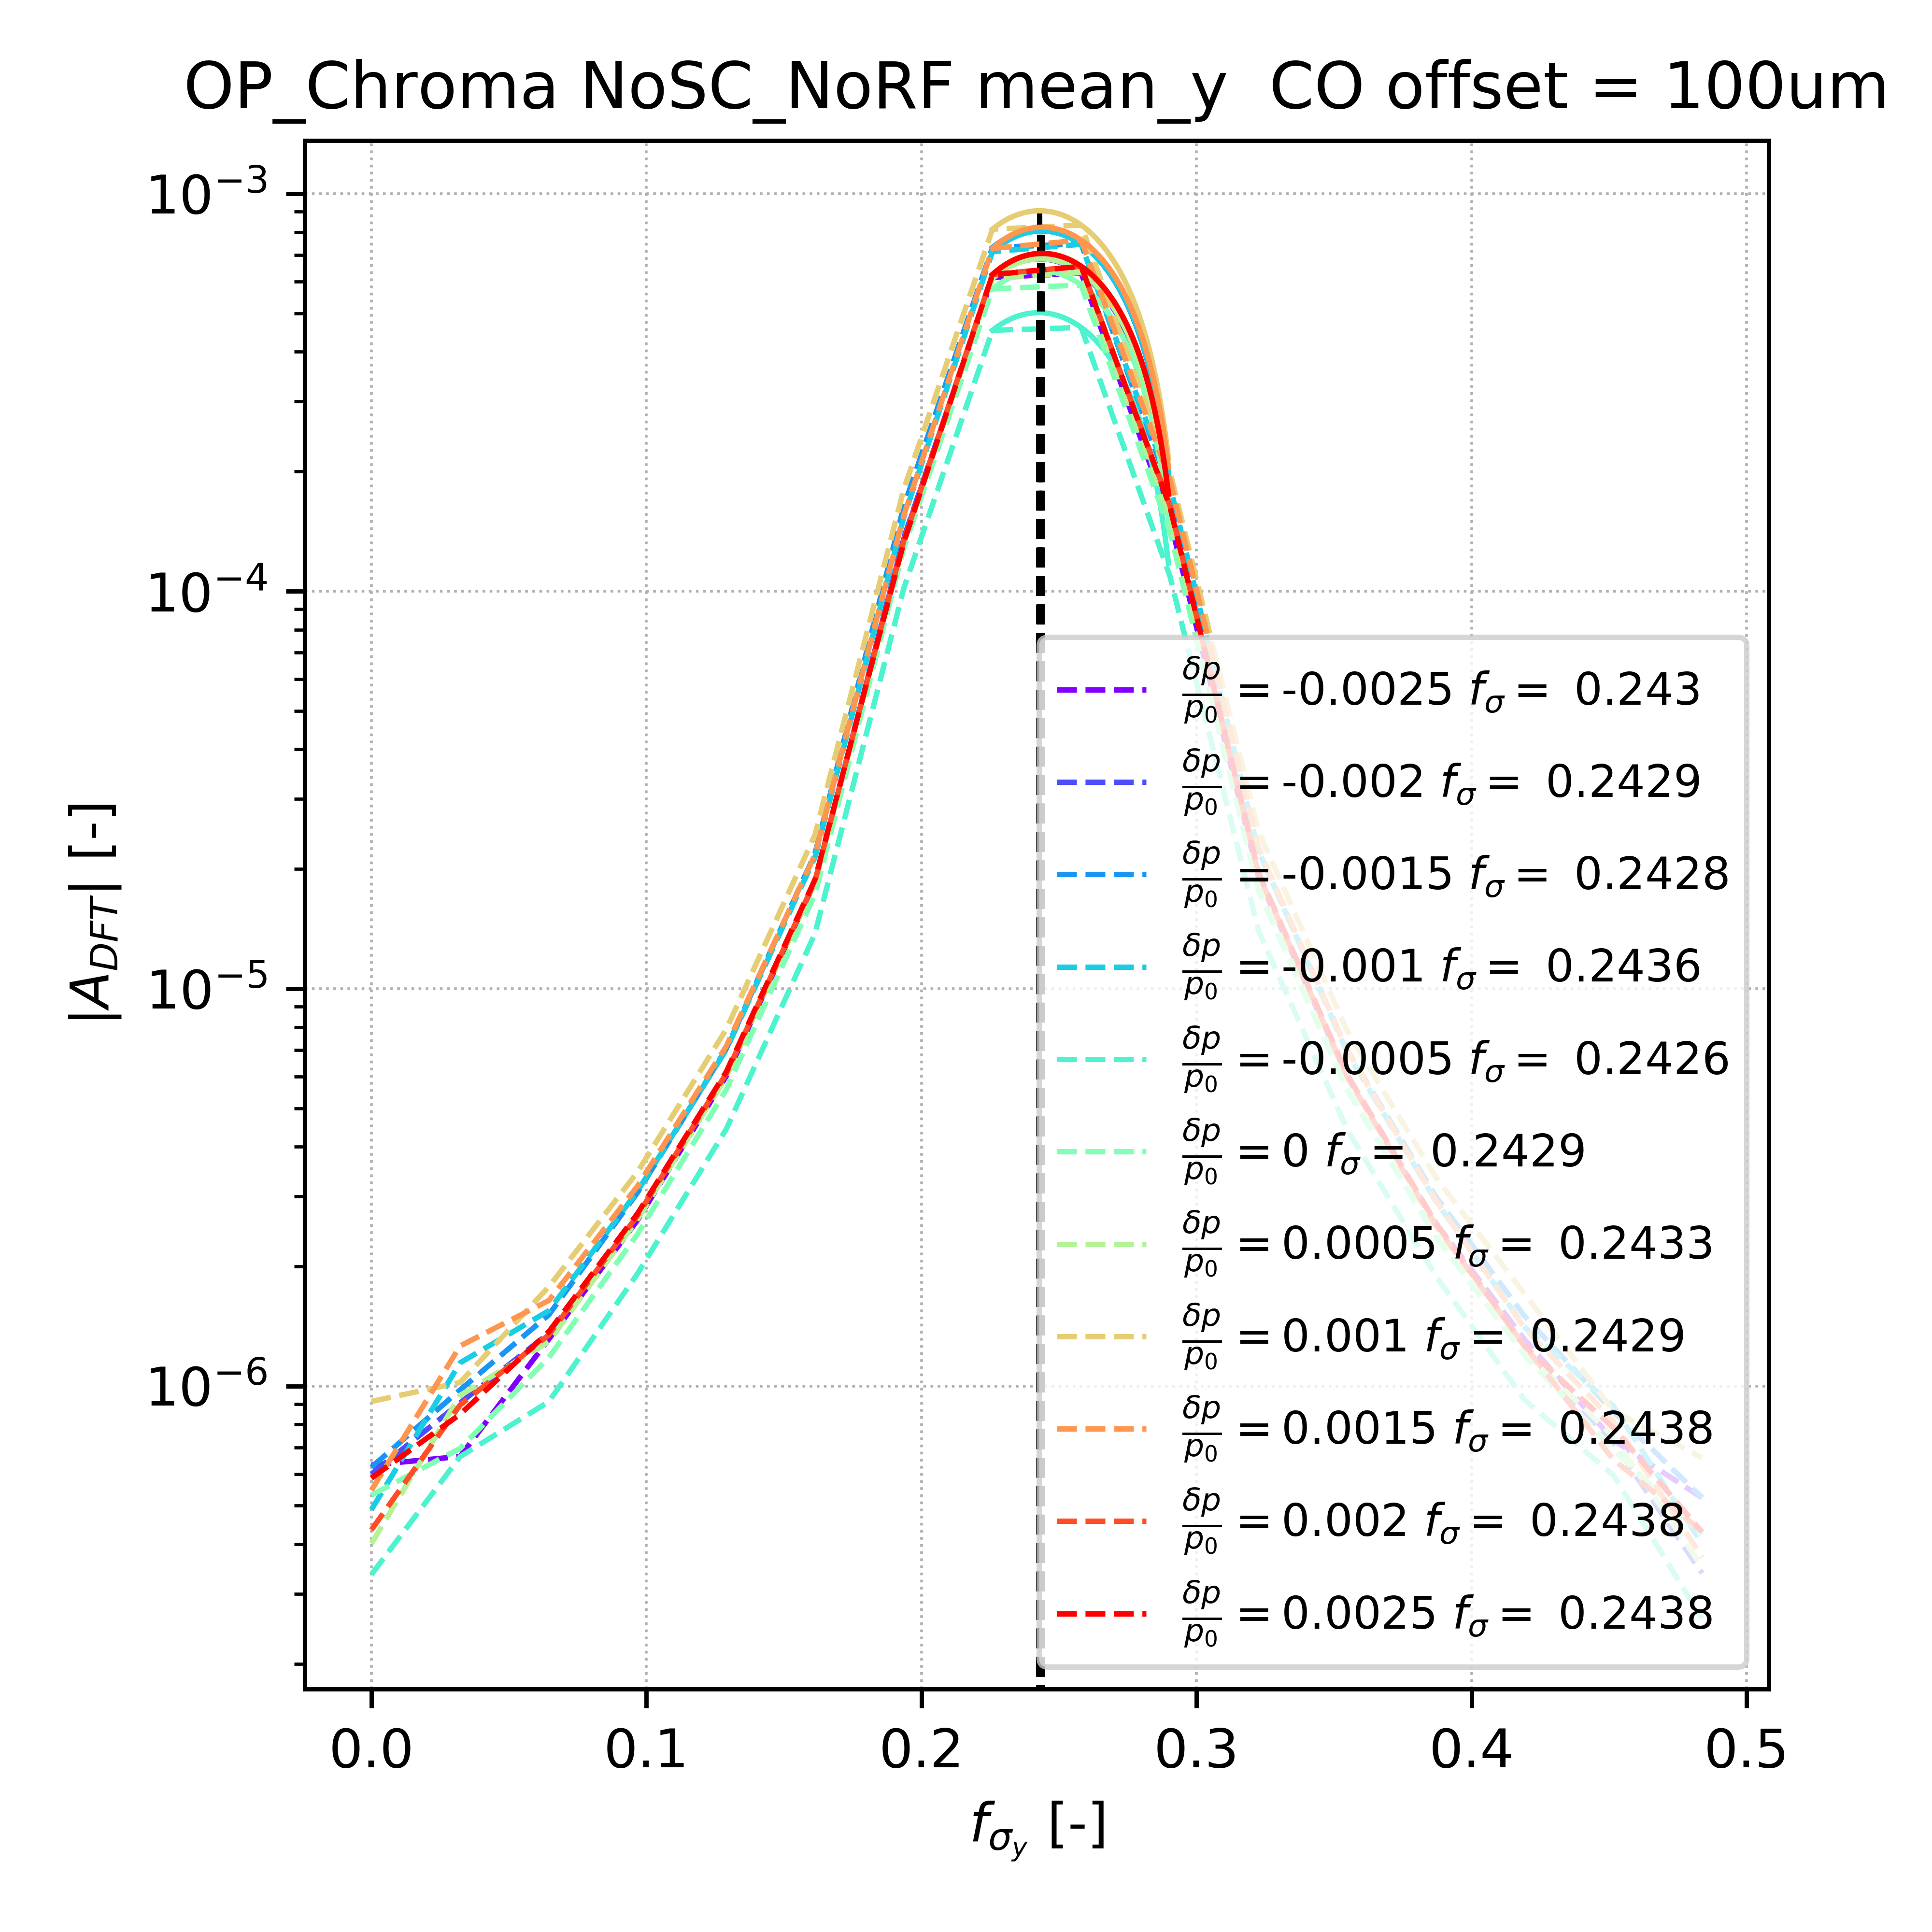 OP_Chroma NoSC_NoRF mean_y  CO offset = 100um
|A_DFT| [-]
10⁻³
10⁻⁴
10⁻⁵
10⁻⁶
δp/p₀ = -0.0025 f_σ = 0.243
δp/p₀ = -0.002 f_σ = 0.2429
δp/p₀ = -0.0015 f_σ = 0.2428
δp/p₀ = -0.001 f_σ = 0.2436
δp/p₀ = -0.0005 f_σ = 0.2426
δp/p₀ = 0 f_σ = 0.2429
δp/p₀ = 0.0005 f_σ = 0.2433
δp/p₀ = 0.001 f_σ = 0.2429
δp/p₀ = 0.0015 f_σ = 0.2438
δp/p₀ = 0.002 f_σ = 0.2438
δp/p₀ = 0.0025 f_σ = 0.2438
0.0 0.1 0.2 0.3 0.4 0.5
f_σ_y [-]